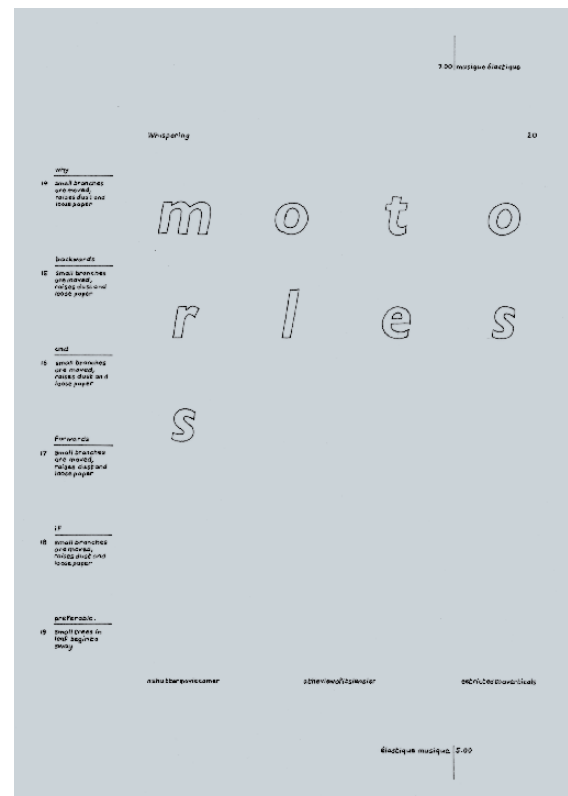 7.00 musique élastique
Whispering 20
why
14 small branches
are moved,
raises dust and
loose paper
m o t o
backwards
15 small branches
are moved,
raises dust and
loose paper
r l e s
and
16 small branches
are moved,
raises dust and
loose paper
s
forwards
17 small branches
are moved,
raises dust and
loose paper
if
18 small branches
are moved,
raises dust and
loose paper
preferable.
19 small trees in
leaf begin to
sway
élastique musique 5.00